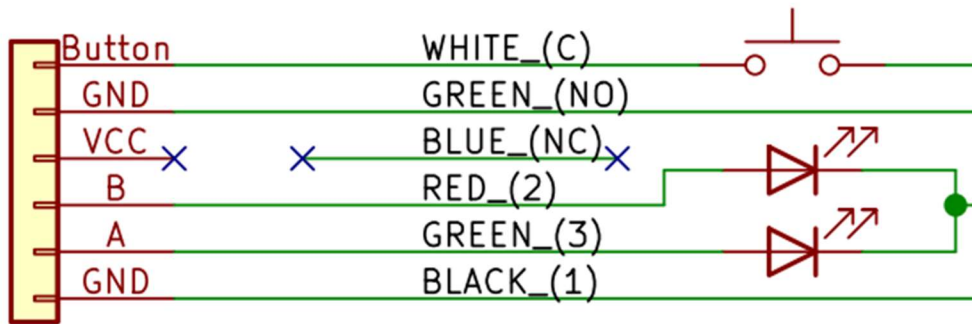 Button WHITE_(C)
GND GREEN_(NO)
VCC BLUE_(NC)
B RED_(2)
A GREEN_(3)
GND BLACK_(1)